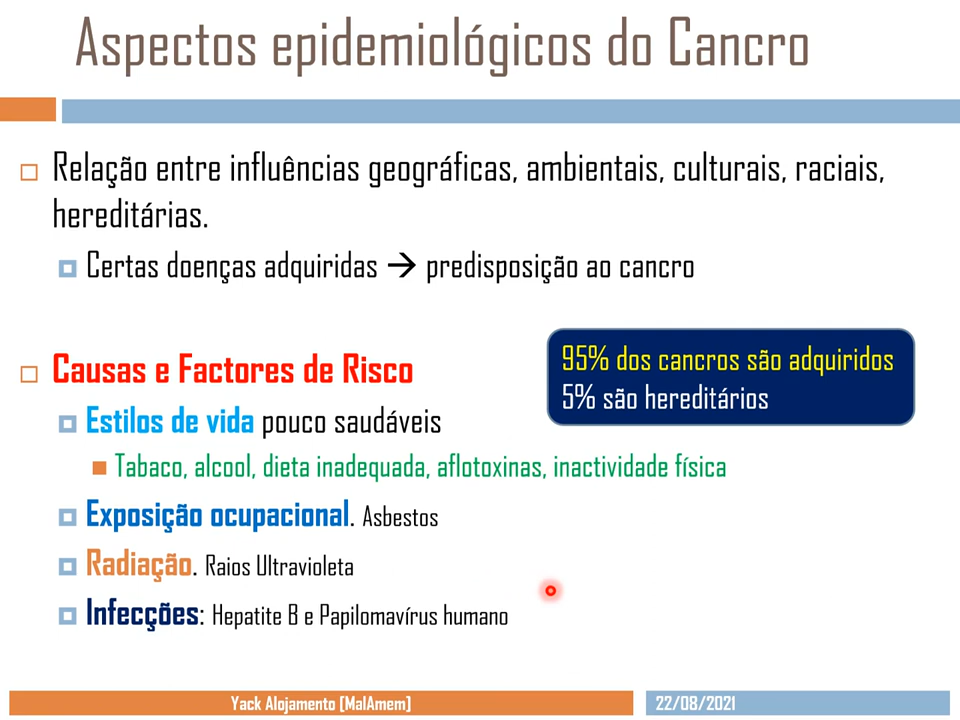 Aspectos epidemiológicos do Cancro
Relação entre influências geográficas, ambientais, culturais, raciais,
hereditárias.
Certas doenças adquiridas → predisposição ao cancro
95% dos cancros são adquiridos
5% são hereditários
Causas e Factores de Risco
Estilos de vida pouco saudáveis
Tabaco, alcool, dieta inadequada, aflotoxinas, inactividade física
Exposição ocupacional. Asbestos
Radiação. Raios Ultravioleta
Infecções: Hepatite B e Papilomavírus humano
Yack Alojamento [MalAmem]
22/08/2021